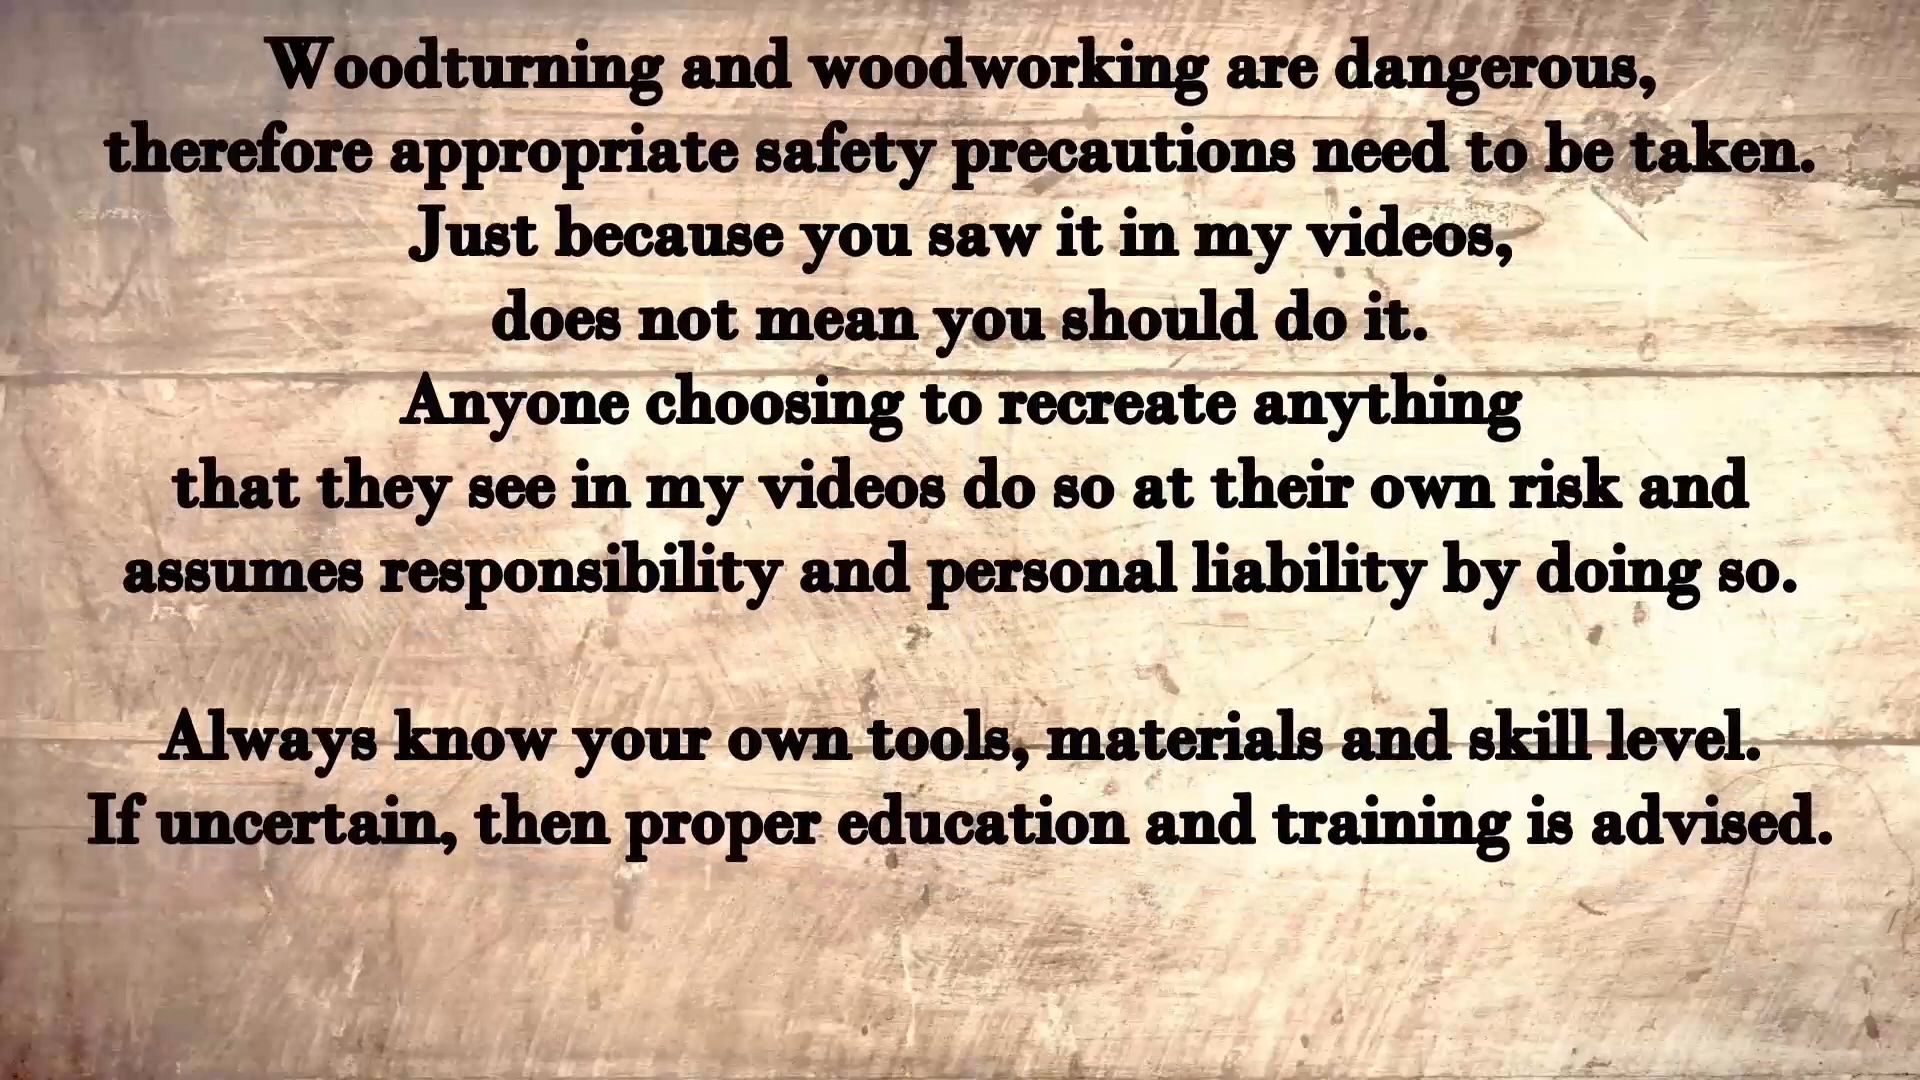 Woodturning and woodworking are dangerous,
therefore appropriate safety precautions need to be taken.
Just because you saw it in my videos,
does not mean you should do it.
Anyone choosing to recreate anything
that they see in my videos do so at their own risk and
assumes responsibility and personal liability by doing so.
Always know your own tools, materials and skill level.
If uncertain, then proper education and training is advised.